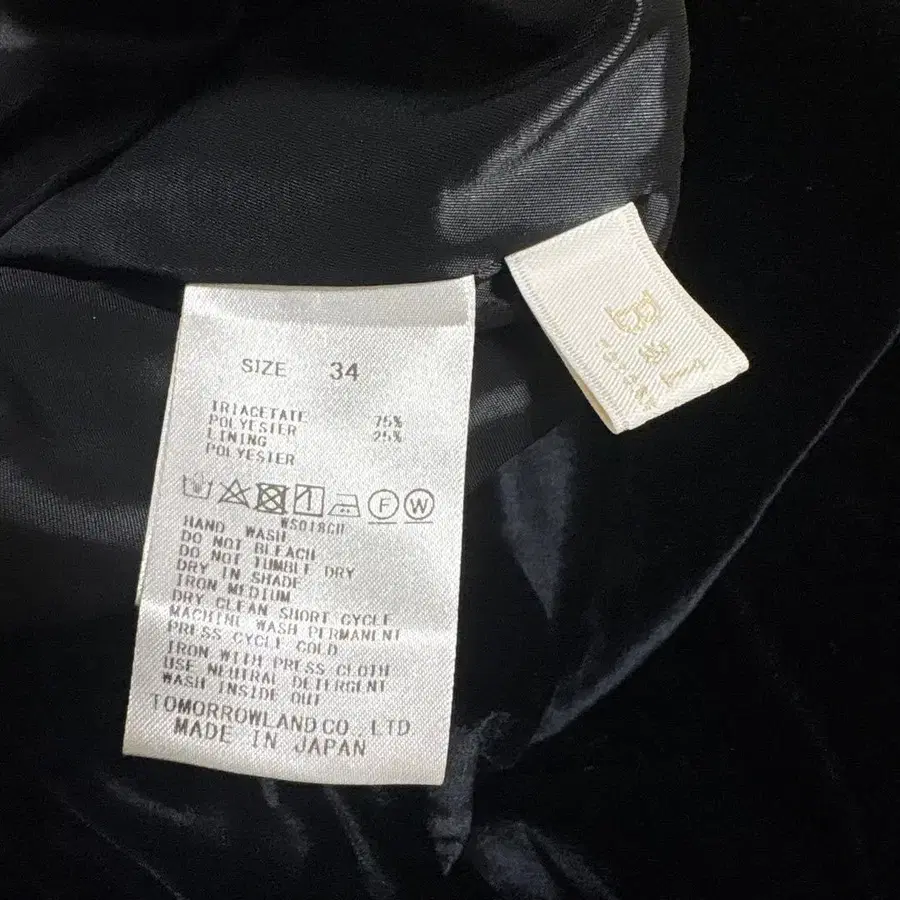 SIZE 34
TRIACETATE 75%
POLYESTER 25%
LINING
POLYESTER
F W
WS018CH
HAND WASH
DO NOT BLEACH
DO NOT TUMBLE DRY
DRY IN SHADE
IRON MEDIUM
DRY CLEAN SHORT CYCLE
MACHINE WASH PERMANENT
PRESS CYCLE COLD
IRON WITH PRESS CLOTH
USE NEUTRAL DETERGENT
WASH INSIDE OUT
TOMORROWLAND CO., LTD
MADE IN JAPAN